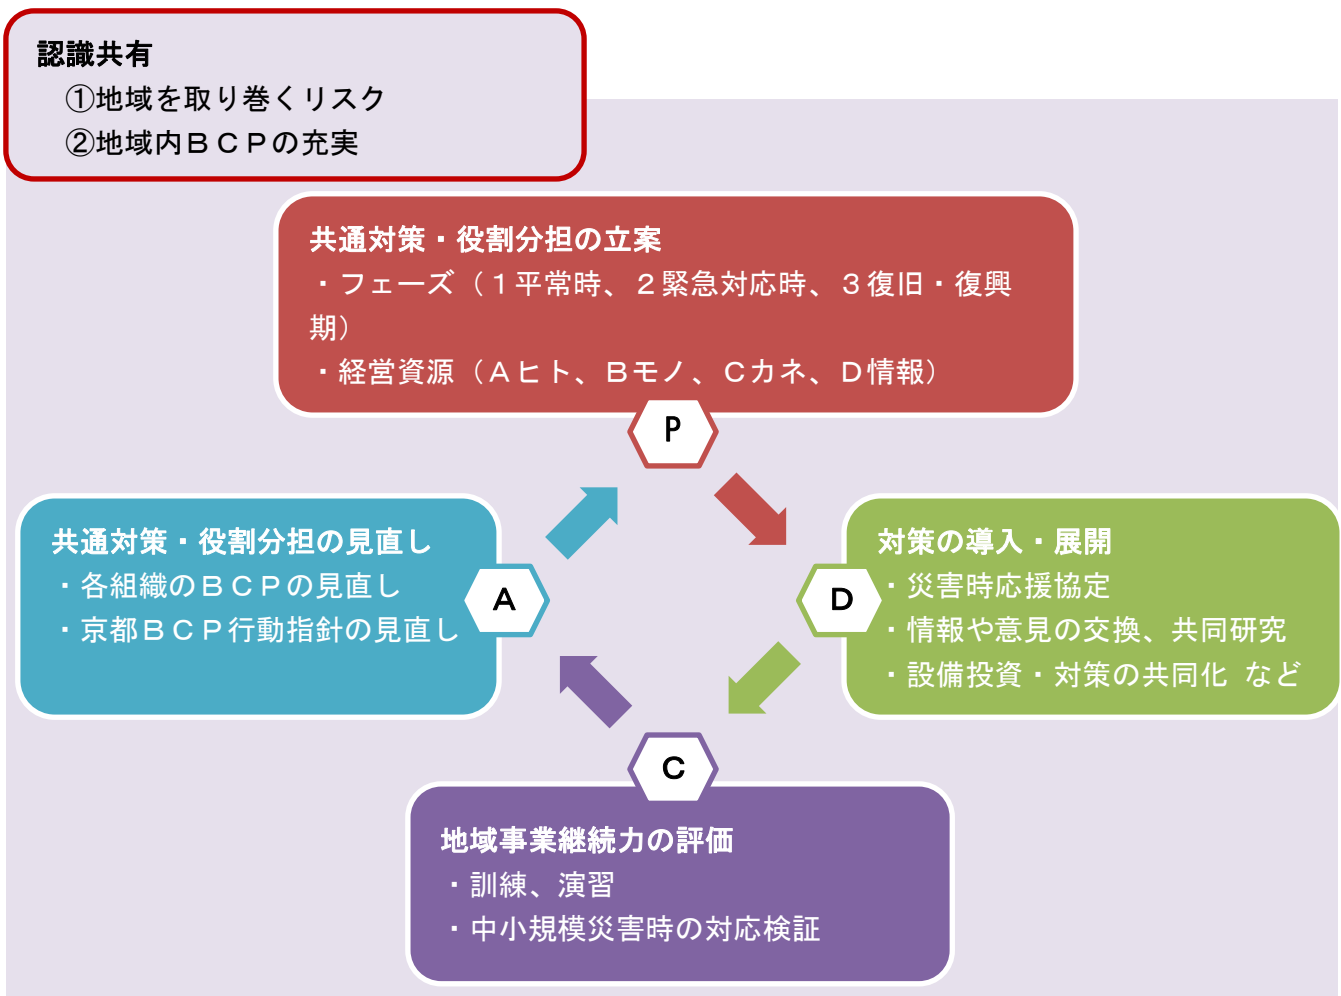 認識共有
①地域を取り巻くリスク
②地域内ＢＣＰの充実
共通対策・役割分担の立案
・フェーズ（１平常時、２緊急対応時、３復旧・復興
期）
・経営資源（Ａヒト、Ｂモノ、Ｃカネ、Ｄ情報）
P
共通対策・役割分担の見直し
・各組織のＢＣＰの見直し
・京都ＢＣＰ行動指針の見直し
A
D
対策の導入・展開
・災害時応援協定
・情報や意見の交換、共同研究
・設備投資・対策の共同化 など
C
地域事業継続力の評価
・訓練、演習
・中小規模災害時の対応検証